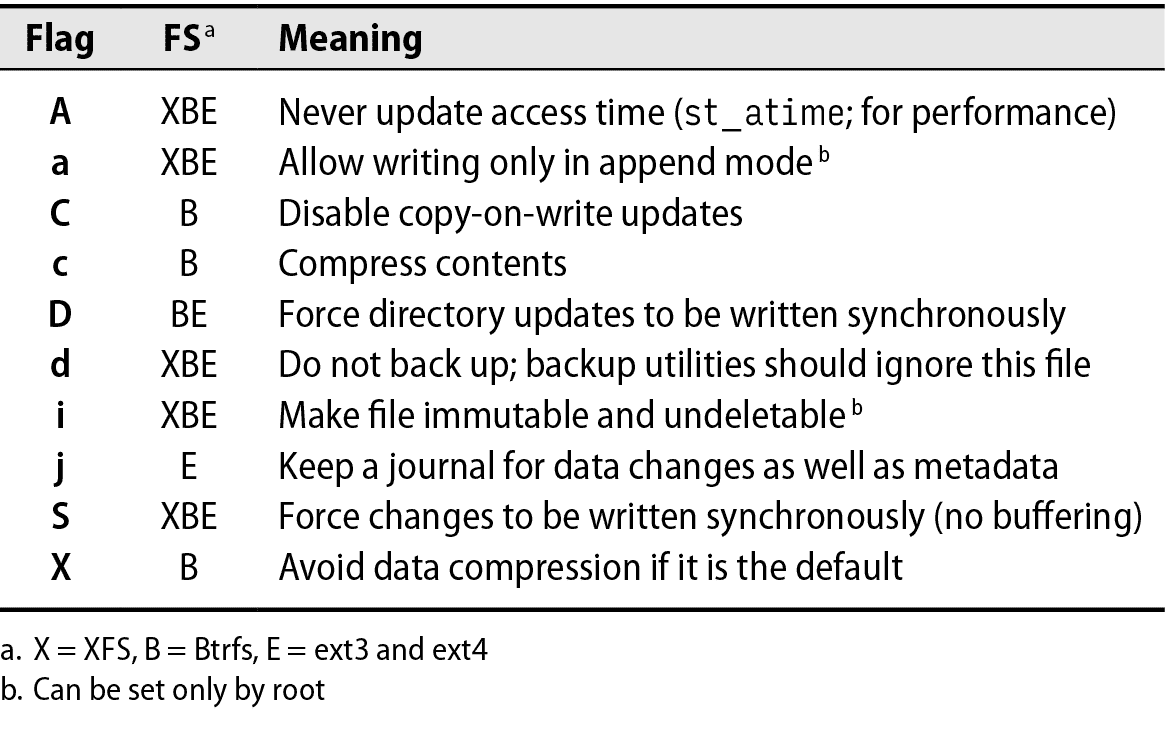 Flag FS a Meaning
A XBE Never update access time (st_atime; for performance)
a XBE Allow writing only in append mode b
C B Disable copy-on-write updates
c B Compress contents
D BE Force directory updates to be written synchronously
d XBE Do not back up; backup utilities should ignore this file
i XBE Make file immutable and undeletable b
j E Keep a journal for data changes as well as metadata
S XBE Force changes to be written synchronously (no buffering)
X B Avoid data compression if it is the default
a. X = XFS, B = Btrfs, E = ext3 and ext4
b. Can be set only by root